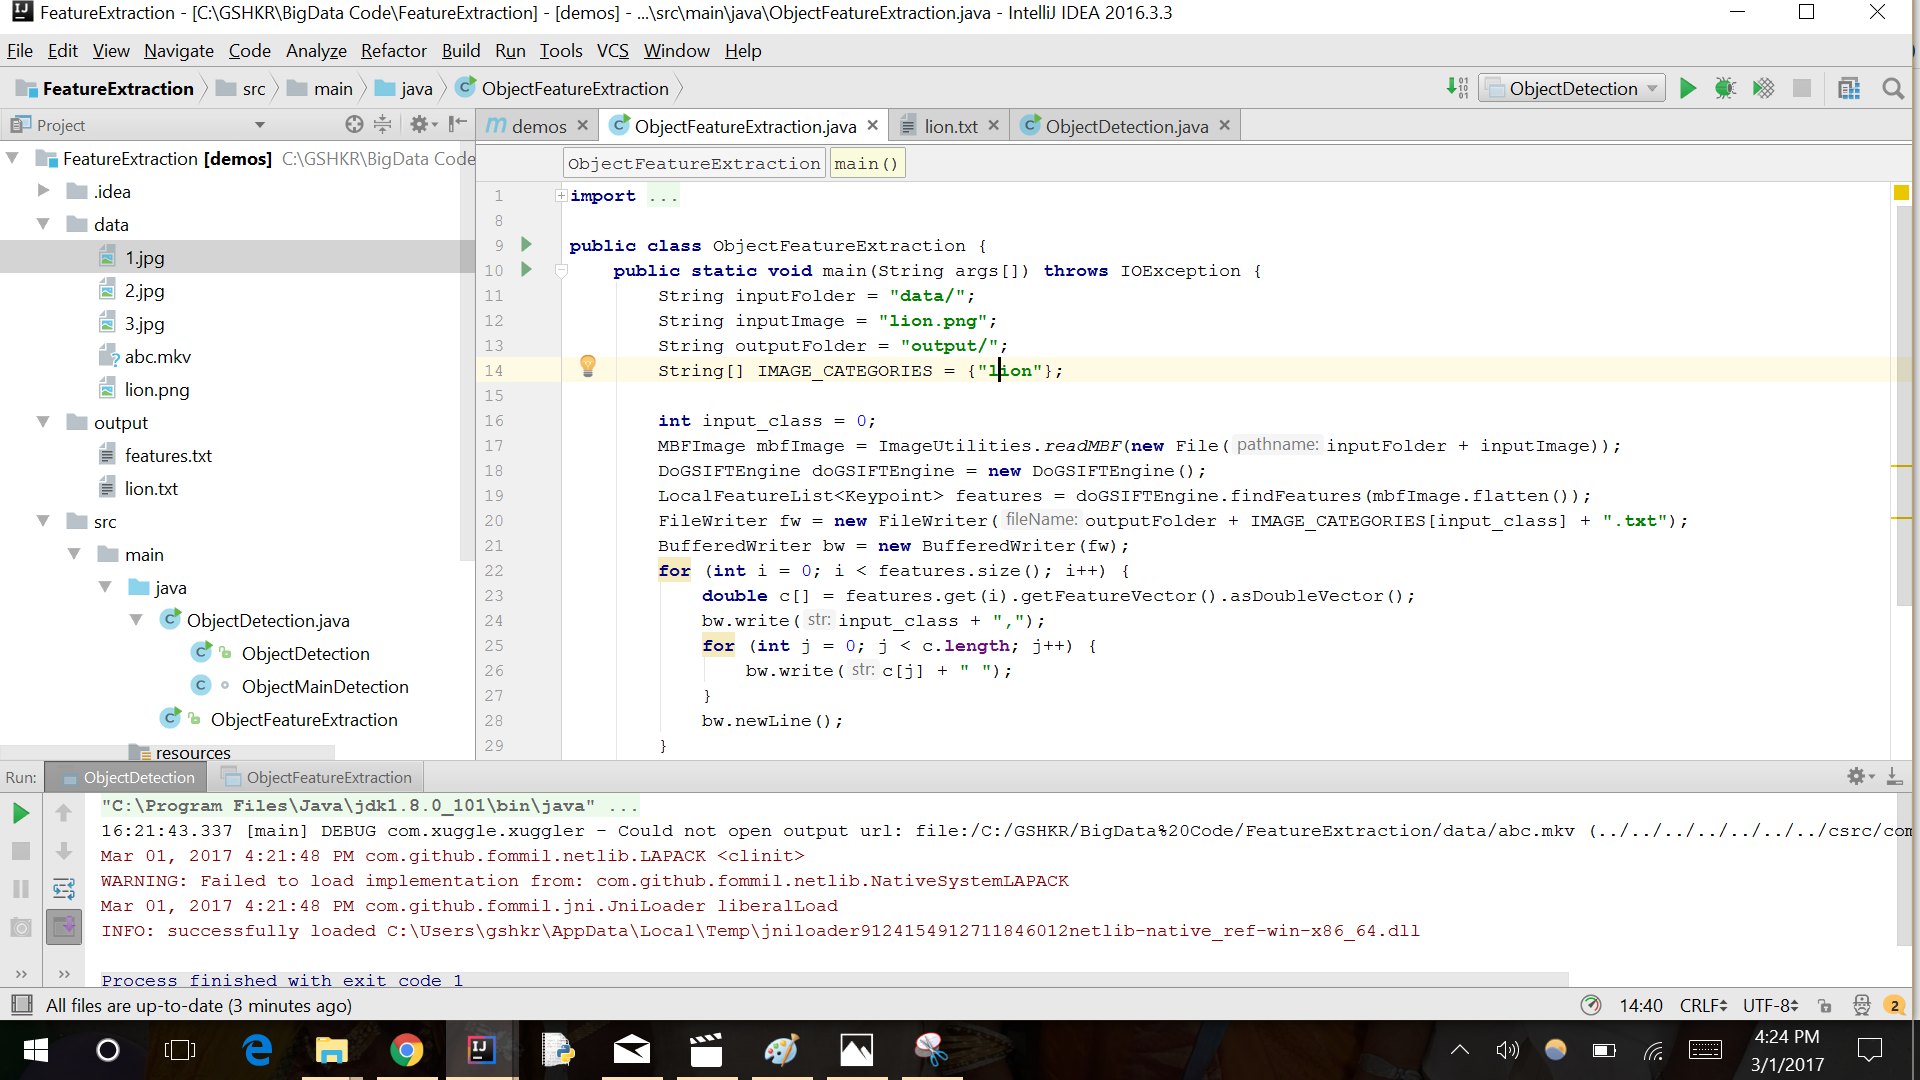 FeatureExtraction - [C:\GSHKR\BigData Code\FeatureExtraction] - [demos] - ...\src\main\java\ObjectFeatureExtraction.java - IntelliJ IDEA 2016.3.3
File Edit View Navigate Code Analyze Refactor Build Run Tools VCS Window Help
FeatureExtraction src main java ObjectFeatureExtraction ObjectDetection
Project
demos ObjectFeatureExtraction.java lion.txt ObjectDetection.java
FeatureExtraction [demos] C:\GSHKR\BigData Code
.idea
data
1.jpg
2.jpg
3.jpg
abc.mkv
lion.png
output
features.txt
lion.txt
src
main
java
ObjectDetection.java
ObjectDetection
ObjectMainDetection
ObjectFeatureExtraction
resources
ObjectFeatureExtraction main()
1 import ...
8
9 public class ObjectFeatureExtraction {
10 public static void main(String args[]) throws IOException {
11 String inputFolder = "data/";
12 String inputImage = "lion.png";
13 String outputFolder = "output/";
14 String[] IMAGE_CATEGORIES = {"lion"};
15
16 int input_class = 0;
17 MBFImage mbfImage = ImageUtilities.readMBF(new File( pathname: inputFolder + inputImage));
18 DoGSIFTEngine doGSIFTEngine = new DoGSIFTEngine();
19 LocalFeatureList<Keypoint> features = doGSIFTEngine.findFeatures(mbfImage.flatten());
20 FileWriter fw = new FileWriter( fileName: outputFolder + IMAGE_CATEGORIES[input_class] + ".txt");
21 BufferedWriter bw = new BufferedWriter(fw);
22 for (int i = 0; i < features.size(); i++) {
23 double c[] = features.get(i).getFeatureVector().asDoubleVector();
24 bw.write( str: input_class + ",");
25 for (int j = 0; j < c.length; j++) {
26 bw.write( str: c[j] + " ");
27 }
28 bw.newLine();
29 }
Run: ObjectDetection ObjectFeatureExtraction
"C:\Program Files\Java\jdk1.8.0_101\bin\java" ...
16:21:43.337 [main] DEBUG com.xuggle.xuggler - Could not open output url: file:/C:/GSHKR/BigData%20Code/FeatureExtraction/data/abc.mkv (../../../../../../../csrc/com
Mar 01, 2017 4:21:48 PM com.github.fommil.netlib.LAPACK <clinit>
WARNING: Failed to load implementation from: com.github.fommil.netlib.NativeSystemLAPACK
Mar 01, 2017 4:21:48 PM com.github.fommil.jni.JniLoader liberalLoad
INFO: successfully loaded C:\Users\gshkr\AppData\Local\Temp\jniloader9124154912711846012netlib-native_ref-win-x86_64.dll
Process finished with exit code 1
All files are up-to-date (3 minutes ago) 14:40 CRLF UTF-8 2
4:24 PM
3/1/2017